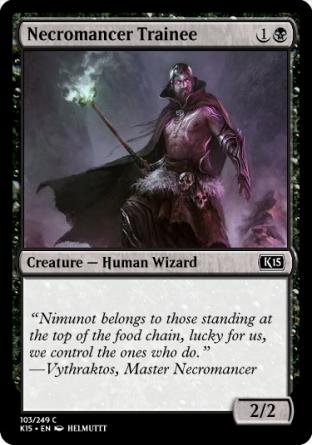 Necromancer Trainee 1
Creature — Human Wizard K15
“Nimunot belongs to those standing at
the top of the food chain, lucky for us,
we control the ones who do.”
—Vythraktos, Master Necromancer
103/249 C
K15 • EN HELMUTTT
2/2